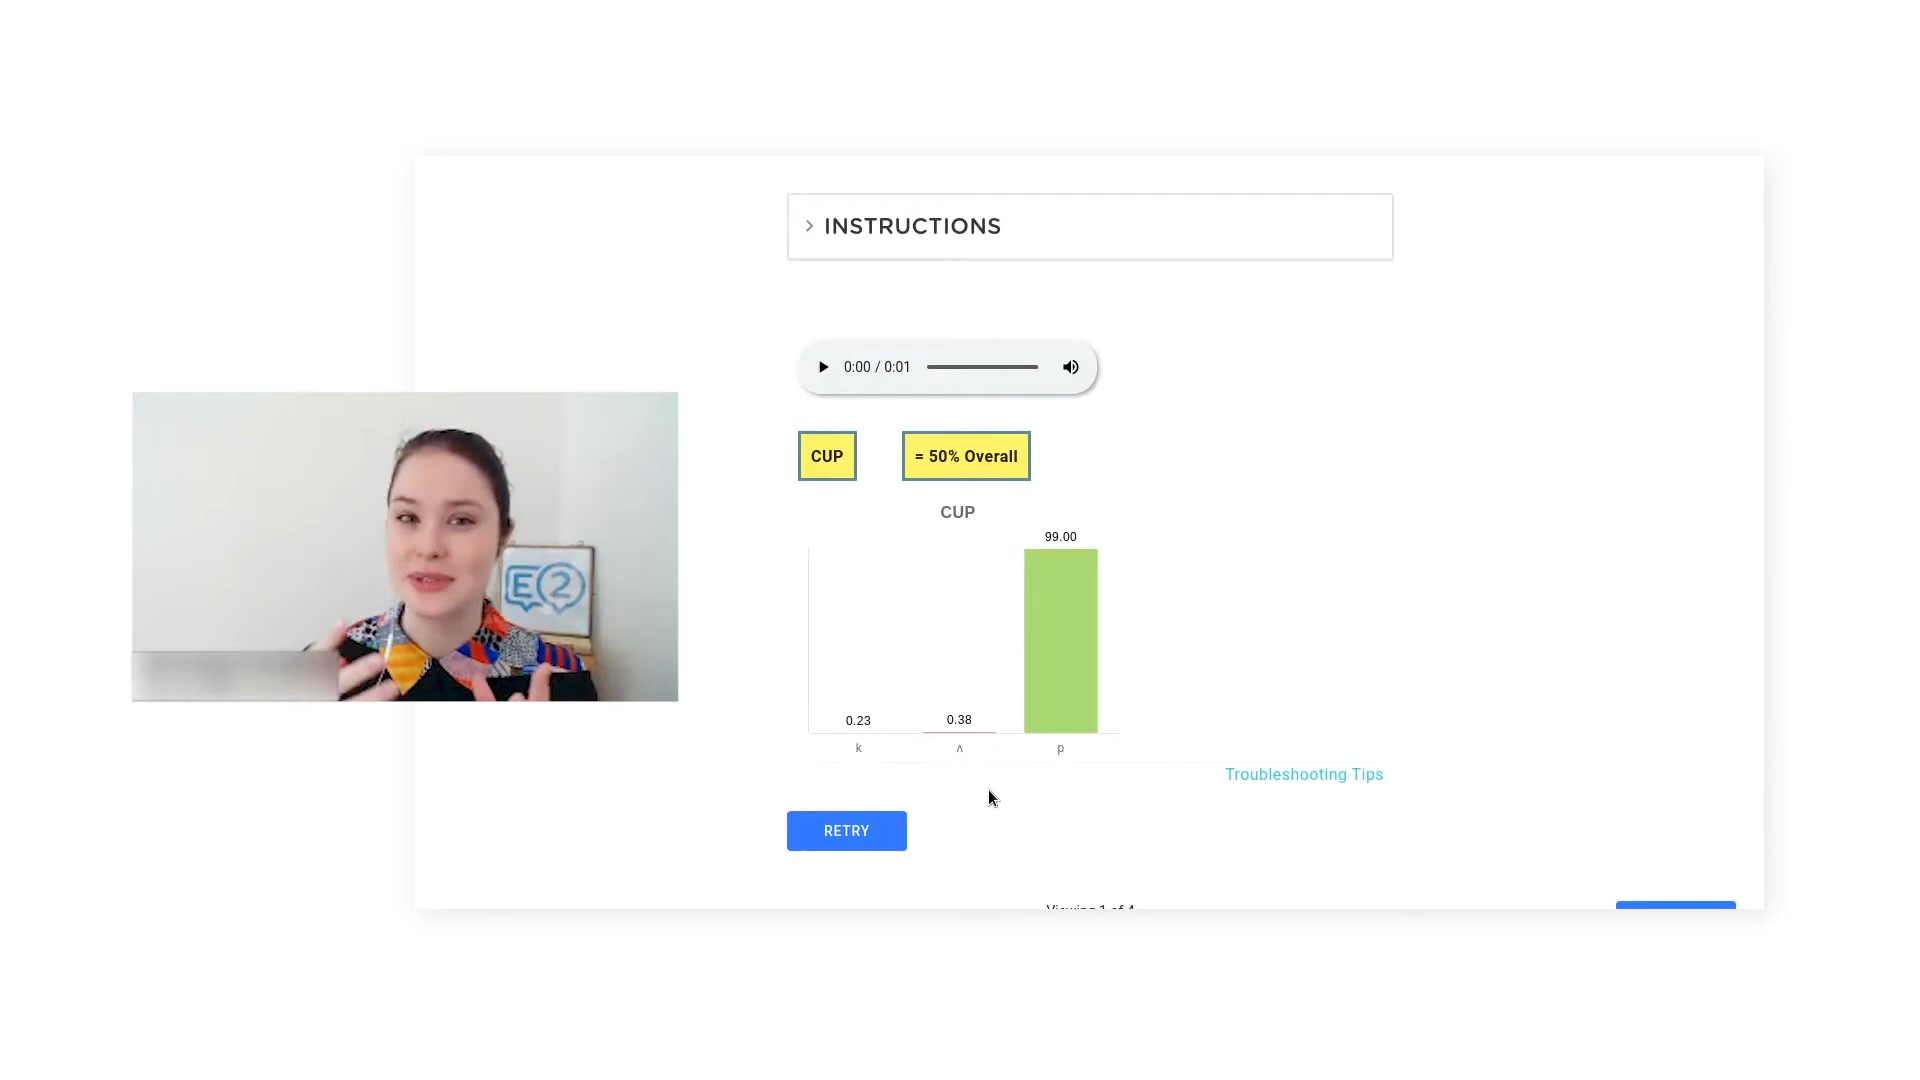 INSTRUCTIONS
0:00 / 0:01
CUP
= 50% Overall
CUP
99.00
0.23
0.38
k
ʌ
p
Troubleshooting Tips
RETRY
E2